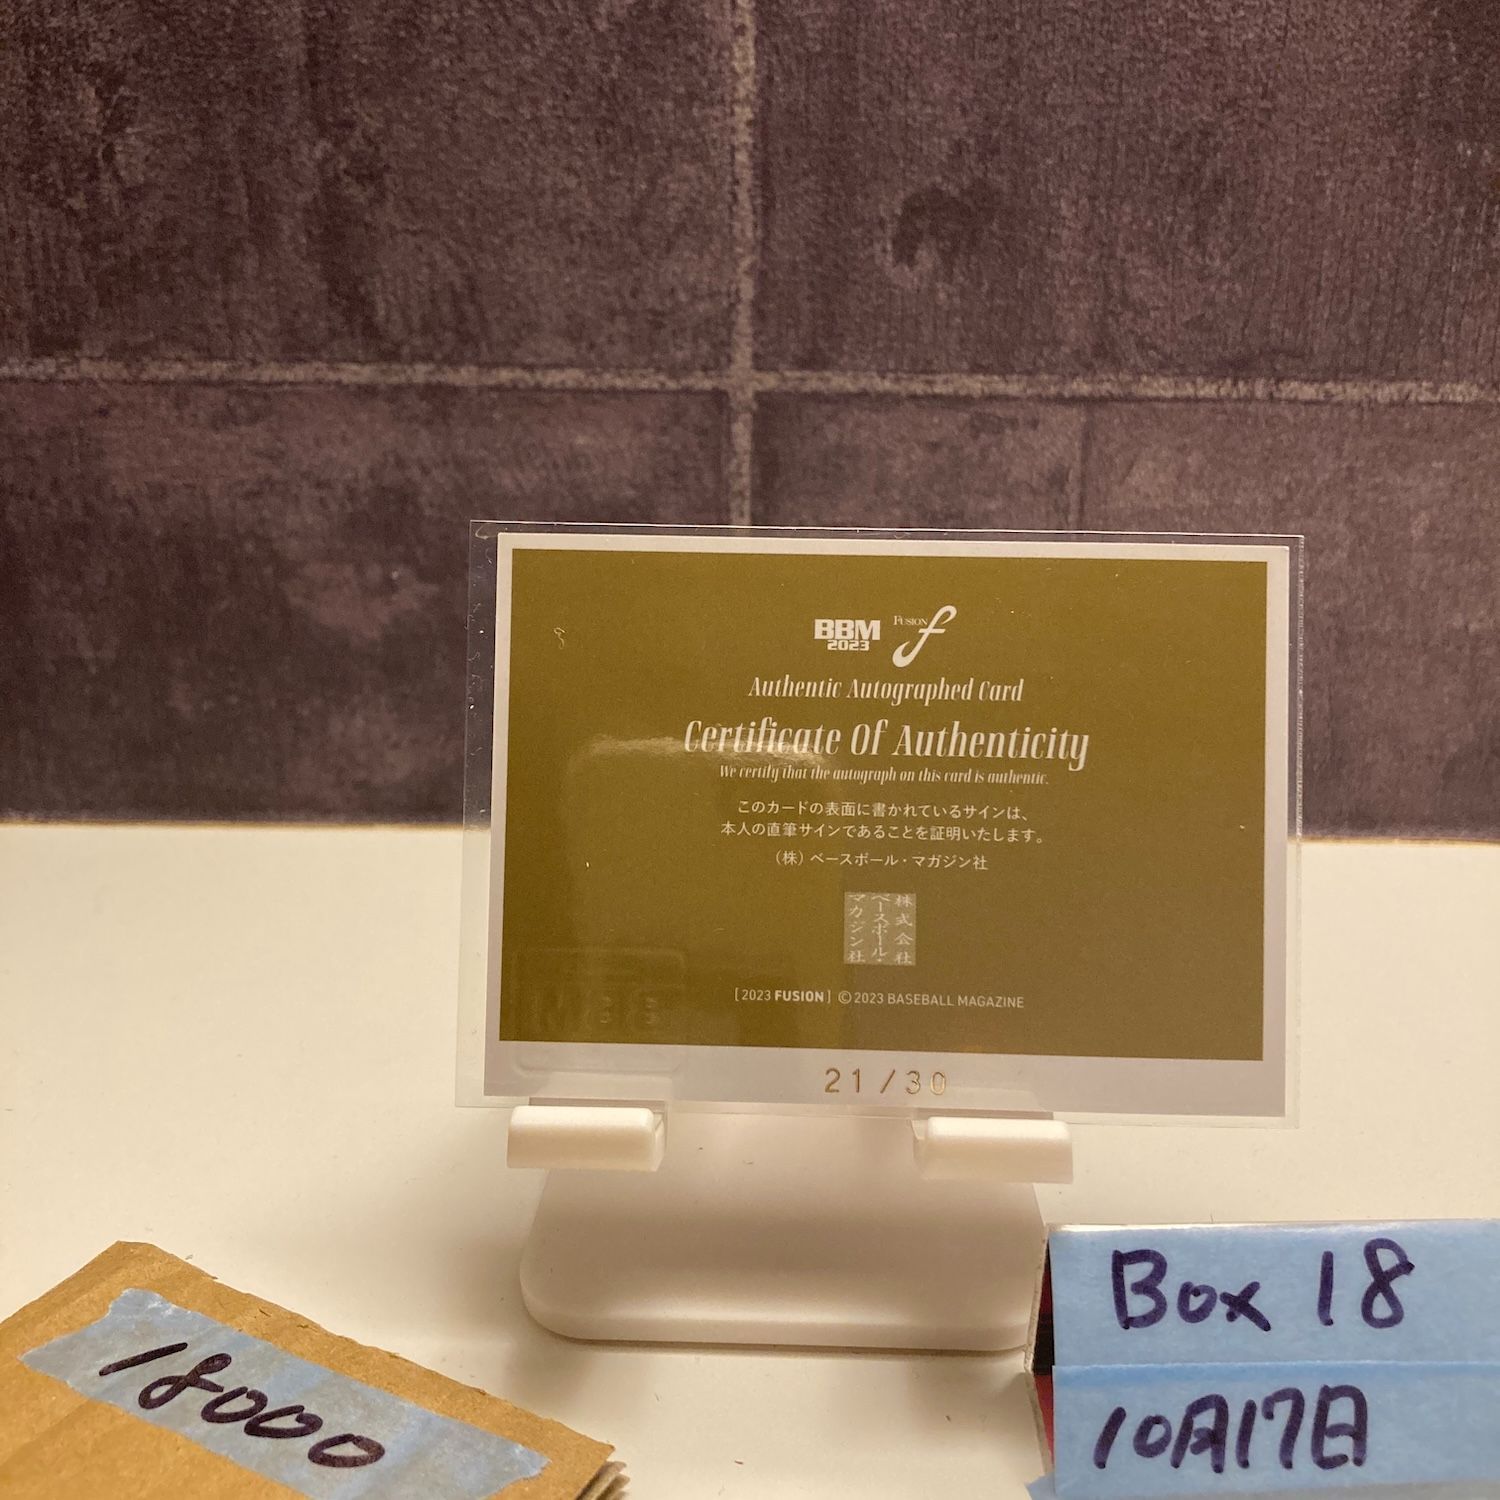 BBM
2023
FUSION f
Authentic Autographed Card
Certificate Of Authenticity
We certify that the autograph on this card is authentic.
このカードの表面に書かれているサインは、
本人の直筆サインであることを証明いたします。
（株）ベースボール・マガジン社
株式会社
ベースボール・
マガジン社
[2023 FUSION] ©2023 BASEBALL MAGAZINE
21/30
18000
Box 18
10月17日